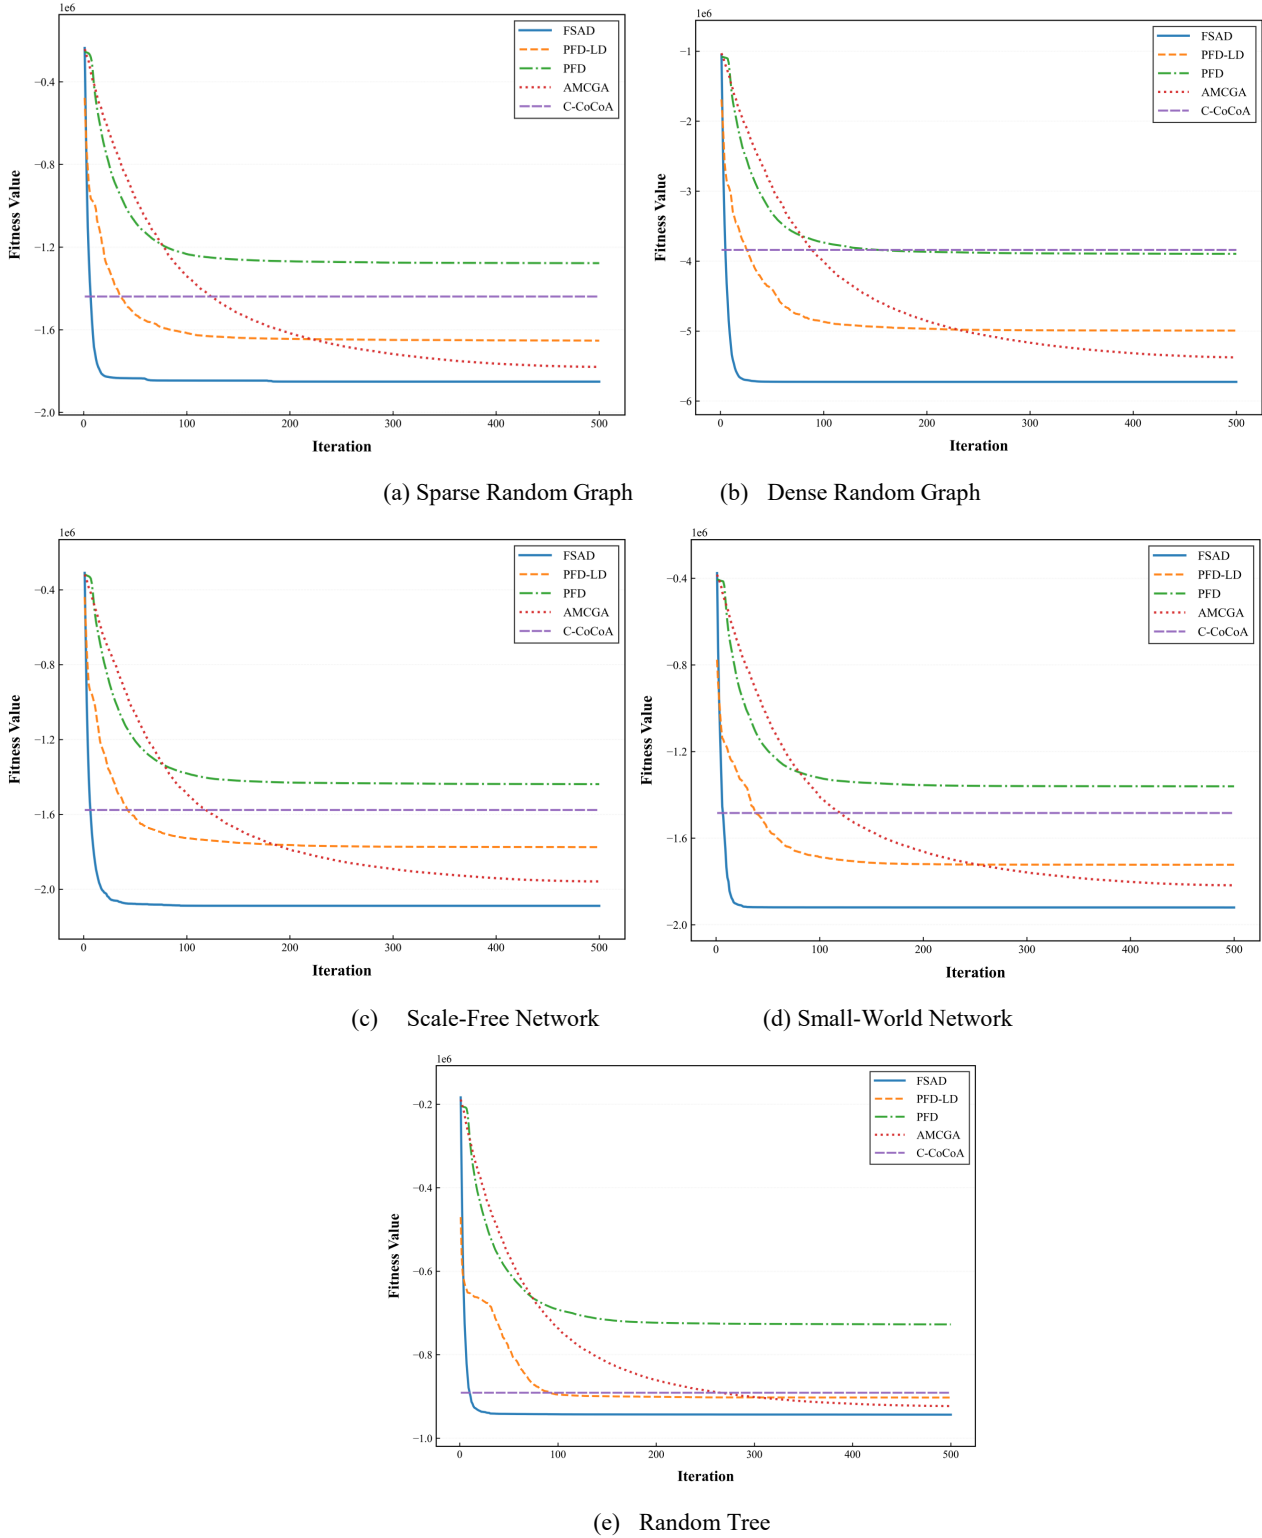 1e6
FSAD
PFD-LD
PFD
AMCGA
C-CoCoA
−0.4
−0.8
−1.2
−1.6
−2.0
Fitness Value
0 100 200 300 400 500
Iteration
(a) Sparse Random Graph
1e6
FSAD
PFD-LD
PFD
AMCGA
C-CoCoA
−1
−2
−3
−4
−5
−6
Fitness Value
0 100 200 300 400 500
Iteration
(b) Dense Random Graph
1e6
FSAD
PFD-LD
PFD
AMCGA
C-CoCoA
−0.4
−0.8
−1.2
−1.6
−2.0
Fitness Value
0 100 200 300 400 500
Iteration
(c) Scale-Free Network
1e6
FSAD
PFD-LD
PFD
AMCGA
C-CoCoA
−0.4
−0.8
−1.2
−1.6
−2.0
Fitness Value
0 100 200 300 400 500
Iteration
(d) Small-World Network
1e6
FSAD
PFD-LD
PFD
AMCGA
C-CoCoA
−0.2
−0.4
−0.6
−0.8
−1.0
Fitness Value
0 100 200 300 400 500
Iteration
(e) Random Tree